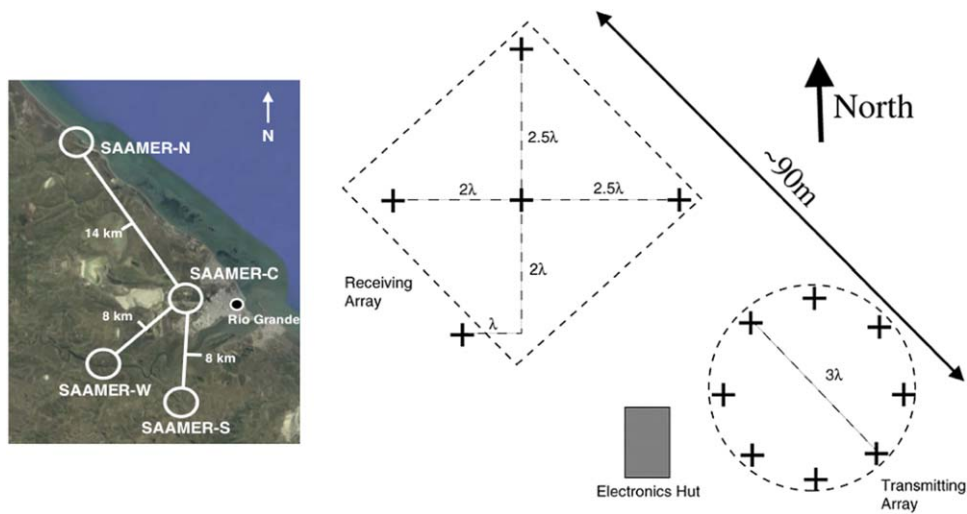 N
SAAMER-N
14 km
SAAMER-C
Rio Grande
8 km
8 km
SAAMER-W
SAAMER-S
2.5λ
2λ
2.5λ
2λ
λ
Receiving
Array
North
~90m
3λ
Electronics Hut
Transmitting
Array